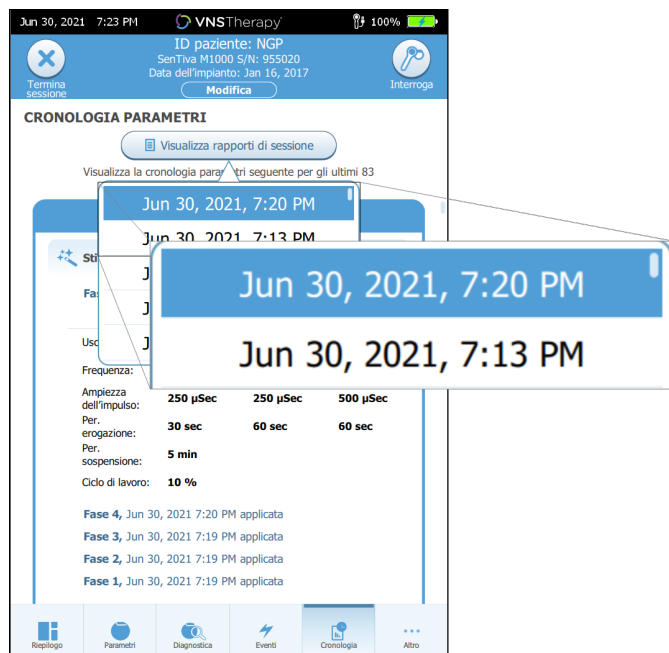 Jun 30, 2021 7:23 PM
VNSTherapy
100%
ID paziente: NGP
SenTiva M1000 S/N: 955020
Data dell'impianto: Jan 16, 2017
Modifica
Termina
sessione
Interroga
CRONOLOGIA PARAMETRI
Visualizza rapporti di sessione
Visualizza la cronologia parametri seguente per gli ultimi 83
Jun 30, 2021, 7:20 PM
Jun 30, 2021, 7:13 PM
Jun 30, 2021, 7:20 PM
Jun 30, 2021, 7:13 PM
Frequenza:
Ampiezza
dell'impulso:
250 µSec 250 µSec 500 µSec
Per.
erogazione:
30 sec 60 sec 60 sec
Per.
sospensione:
5 min
Ciclo di lavoro: 10 %
Fase 4, Jun 30, 2021 7:20 PM applicata
Fase 3, Jun 30, 2021 7:19 PM applicata
Fase 2, Jun 30, 2021 7:19 PM applicata
Fase 1, Jun 30, 2021 7:19 PM applicata
Riepilogo
Parametri
Diagnostica
Eventi
Cronologia
Altro